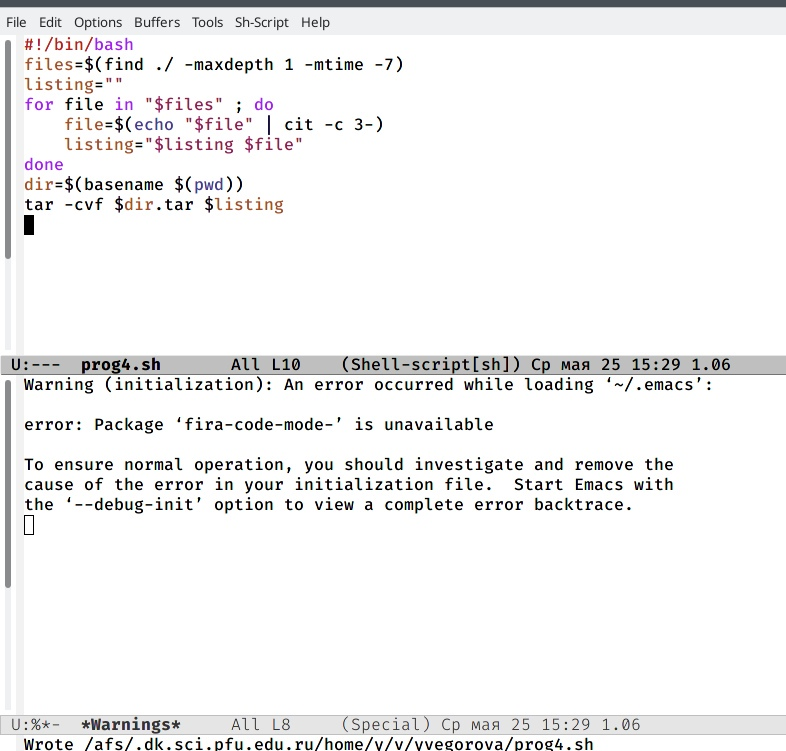 File Edit Options Buffers Tools Sh-Script Help
#!/bin/bash
files=$(find ./ -maxdepth 1 -mtime -7)
listing=""
for file in "$files" ; do
    file=$(echo "$file" | cit -c 3-)
    listing="$listing $file"
done
dir=$(basename $(pwd))
tar -cvf $dir.tar $listing
U:--- prog4.sh All L10 (Shell-script[sh]) Ср мая 25 15:29 1.06
Warning (initialization): An error occurred while loading ‘~/.emacs’:
error: Package ‘fira-code-mode-’ is unavailable
To ensure normal operation, you should investigate and remove the
cause of the error in your initialization file.  Start Emacs with
the ‘--debug-init’ option to view a complete error backtrace.
U:%*- *Warnings* All L8 (Special) Ср мая 25 15:29 1.06
Wrote /afs/.dk.sci.pfu.edu.ru/home/y/v/yvegorova/prog4.sh